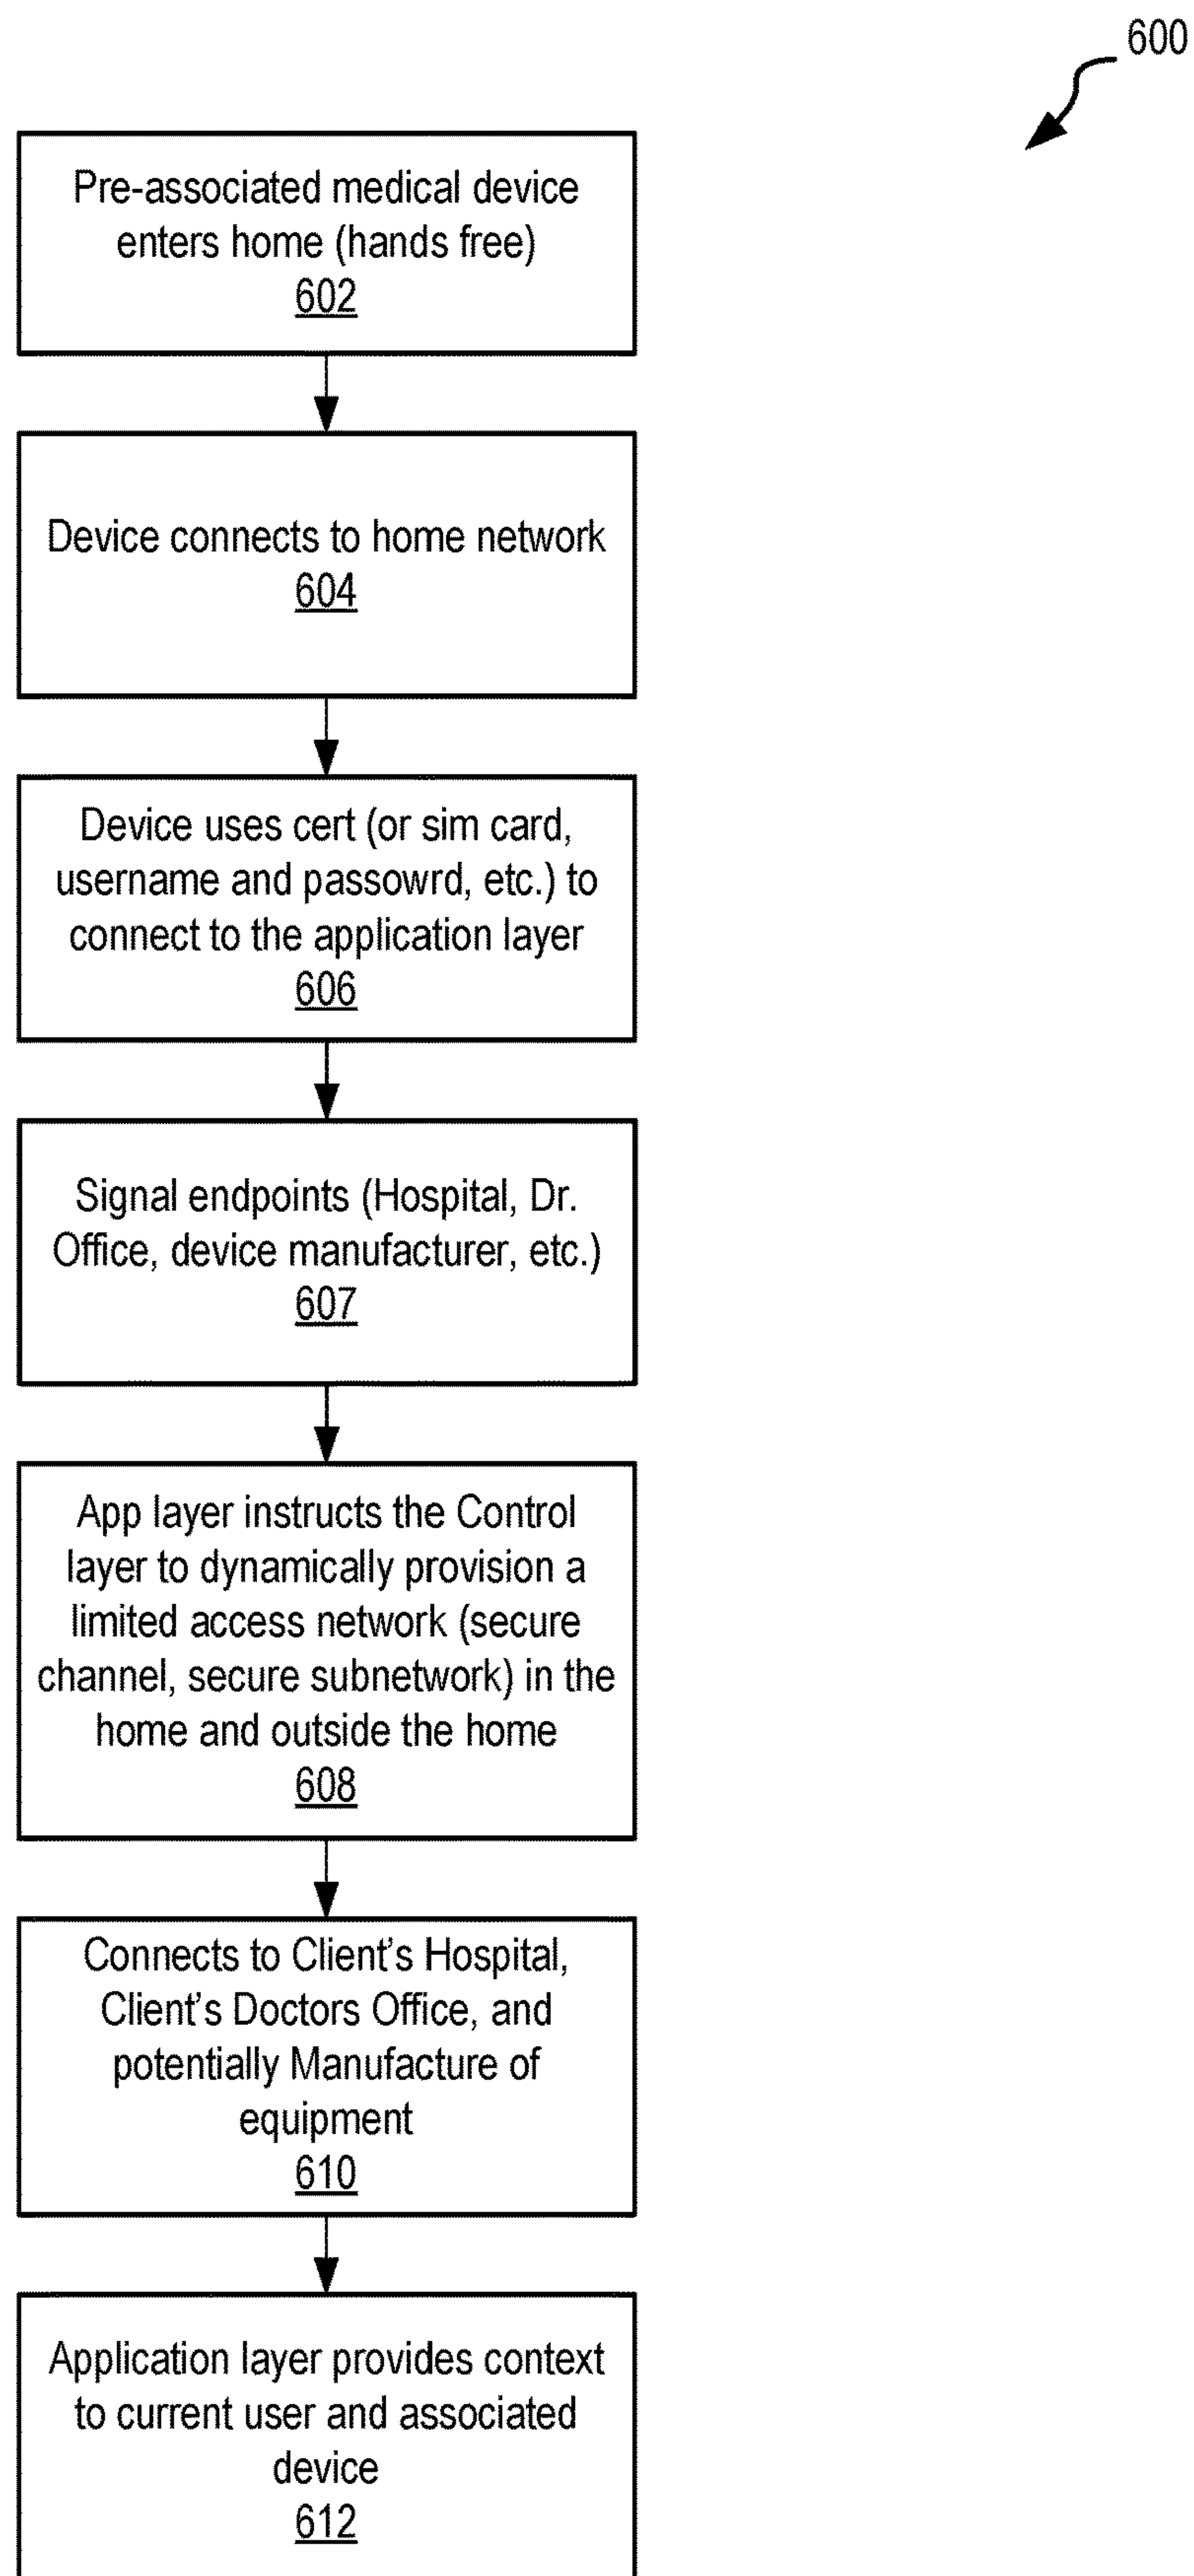 600
Pre-associated medical device
enters home (hands free)
602
Device connects to home network
604
Device uses cert (or sim card,
username and passowrd, etc.) to
connect to the application layer
606
Signal endpoints (Hospital, Dr.
Office, device manufacturer, etc.)
607
App layer instructs the Control
layer to dynamically provision a
limited access network (secure
channel, secure subnetwork) in the
home and outside the home
608
Connects to Client’s Hospital,
Client’s Doctors Office, and
potentially Manufacture of
equipment
610
Application layer provides context
to current user and associated
device
612